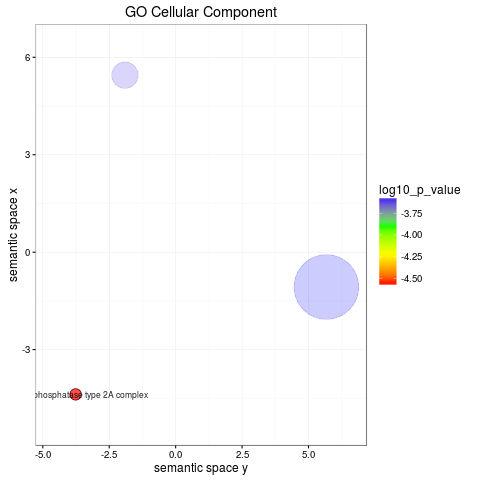 GO Cellular Component
log10_p_value
-3.75
-4.00
-4.25
-4.50
6
3
0
-3
semantic space x
phosphatase type 2A complex
-5.0 -2.5 0.0 2.5 5.0
semantic space y